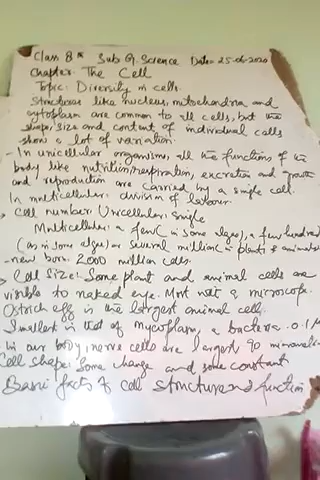 Class 8th Sub G. Science Date= 25-06-2020
Chapter: The Cell
Topic: Diversity in cells.
Structures like nucleus, mitochondria and
cytoplasm are common to all cells, but the
shape, size and content of individual cells
show a lot of variation.
- In unicellular organisms, all the functions of the
body like nutrition, respiration, excretion and growth
and reproduction are carried by a single cell.
In multicellular: division of labour.
> Cell number: Unicellular: Single
Multicellular: a few (in some algae), a few hundred
(as in some algae) or several million (in plants & animals
- new born: 2000 million cells.
> Cell Size: Some plant and animal cells are
visible to naked eye. Most need a microscope.
Ostrich egg is the largest animal cell.
Smallest is that of mycoplasm, a bacteria. 0.1
In our body, nerve cells are largest 90
Cell shape: Some change and some constant
Basic facts of cell structure and function